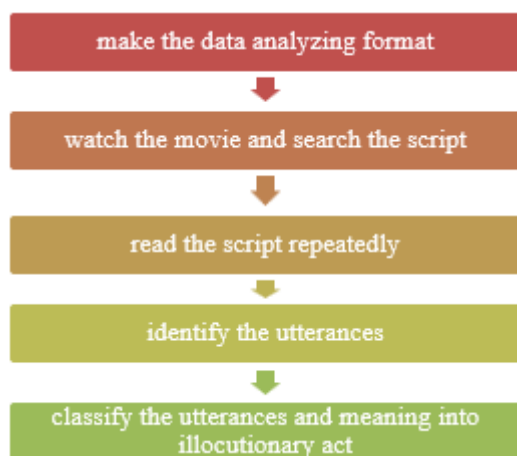 make the data analyzing format
watch the movie and search the script
read the script repeatedly
identify the utterances
classify the utterances and meaning into
illocutionary act